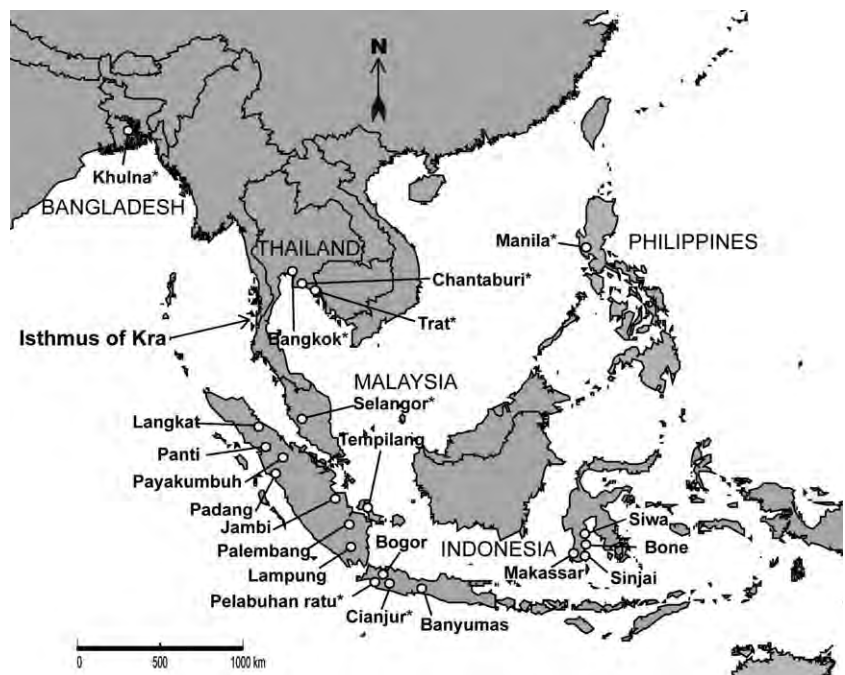 N
Khulna*
BANGLADESH
THAILAND
Manila*
PHILIPPINES
Chantaburi*
Trat*
Isthmus of Kra
Bangkok*
MALAYSIA
Selangor*
Langkat
Tempilang
Panti
Payakumbuh
Padang
Jambi
Siwa
Palembang
INDONESIA
Bone
Bogor
Makassar
Lampung
Sinjai
Pelabuhan ratu*
Cianjur*
Banyumas
0 500 1000 km